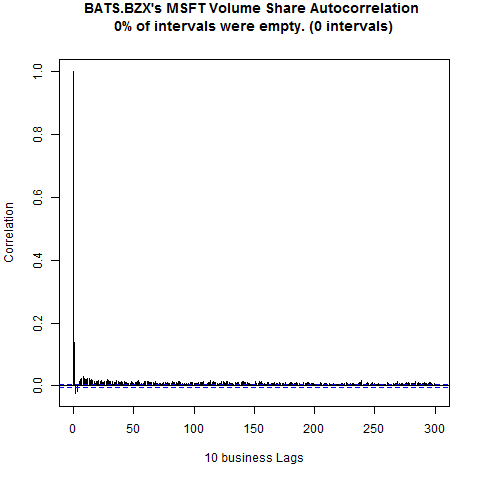 BATS.BZX's MSFT Volume Share Autocorrelation
0% of intervals were empty. (0 intervals)
1.0
0.8
0.6
0.4
0.2
0.0
Correlation
0 50 100 150 200 250 300
10 business Lags